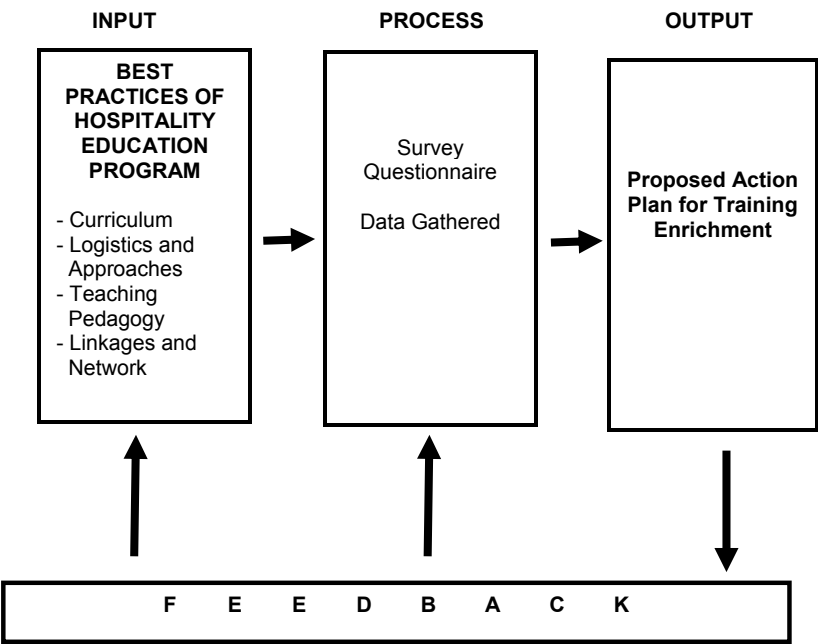 INPUT
PROCESS
OUTPUT
BEST
PRACTICES OF
HOSPITALITY
EDUCATION
PROGRAM
- Curriculum
- Logistics and
Approaches
- Teaching
Pedagogy
- Linkages and
Network
Survey
Questionnaire
Data Gathered
Proposed Action
Plan for Training
Enrichment
F E E D B A C K